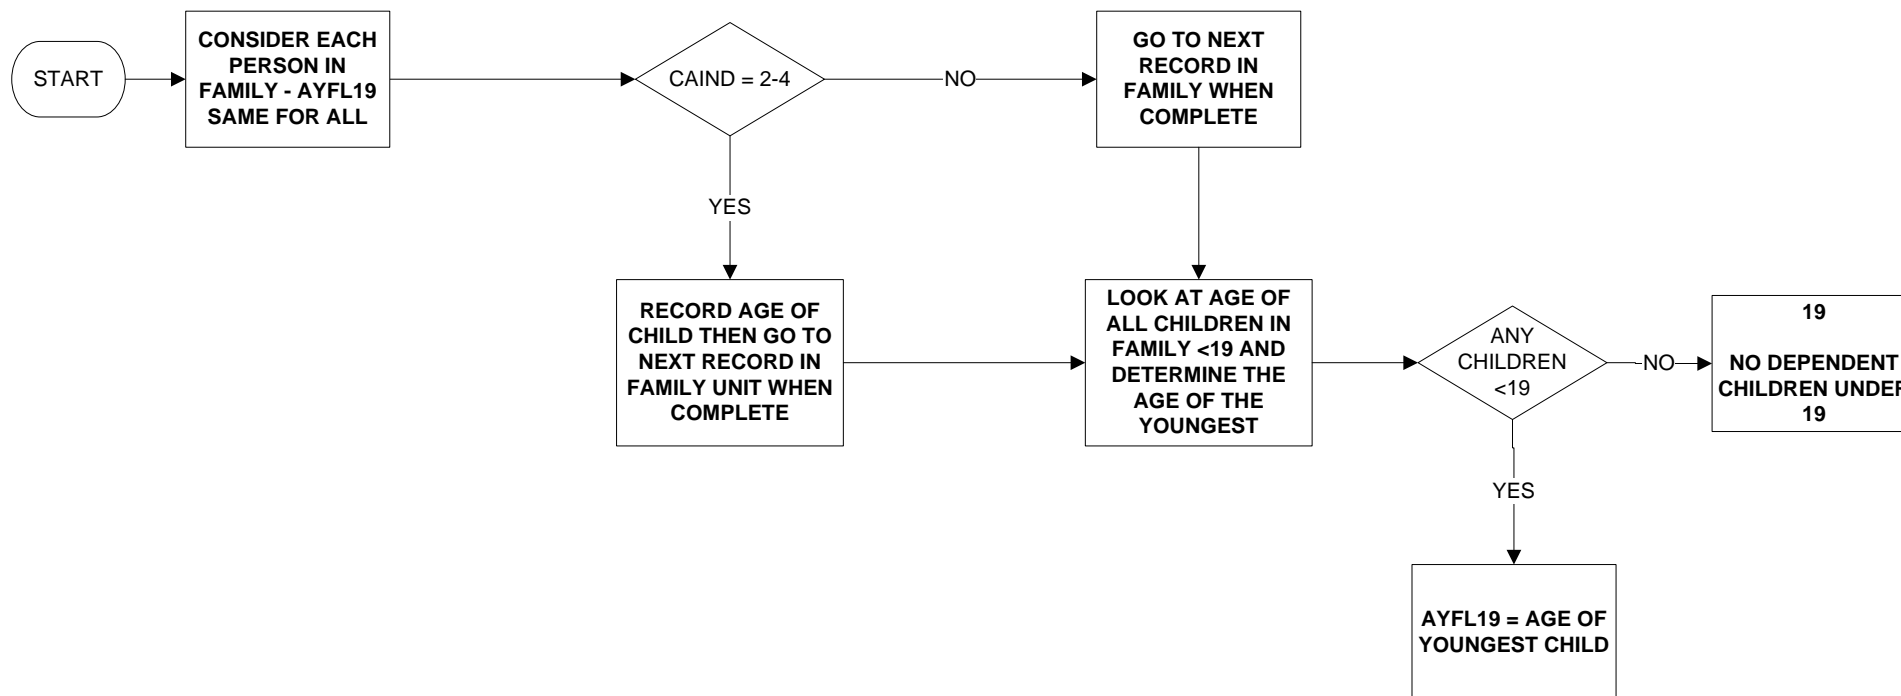 START
CONSIDER EACH
PERSON IN
FAMILY - AYFL19
SAME FOR ALL
CAIND = 2-4
NO
GO TO NEXT
RECORD IN
FAMILY WHEN
COMPLETE
YES
RECORD AGE OF
CHILD THEN GO TO
NEXT RECORD IN
FAMILY UNIT WHEN
COMPLETE
LOOK AT AGE OF
ALL CHILDREN IN
FAMILY <19 AND
DETERMINE THE
AGE OF THE
YOUNGEST
ANY
CHILDREN
<19
NO
19
NO DEPENDENT
CHILDREN UNDER
19
YES
AYFL19 = AGE OF
YOUNGEST CHILD